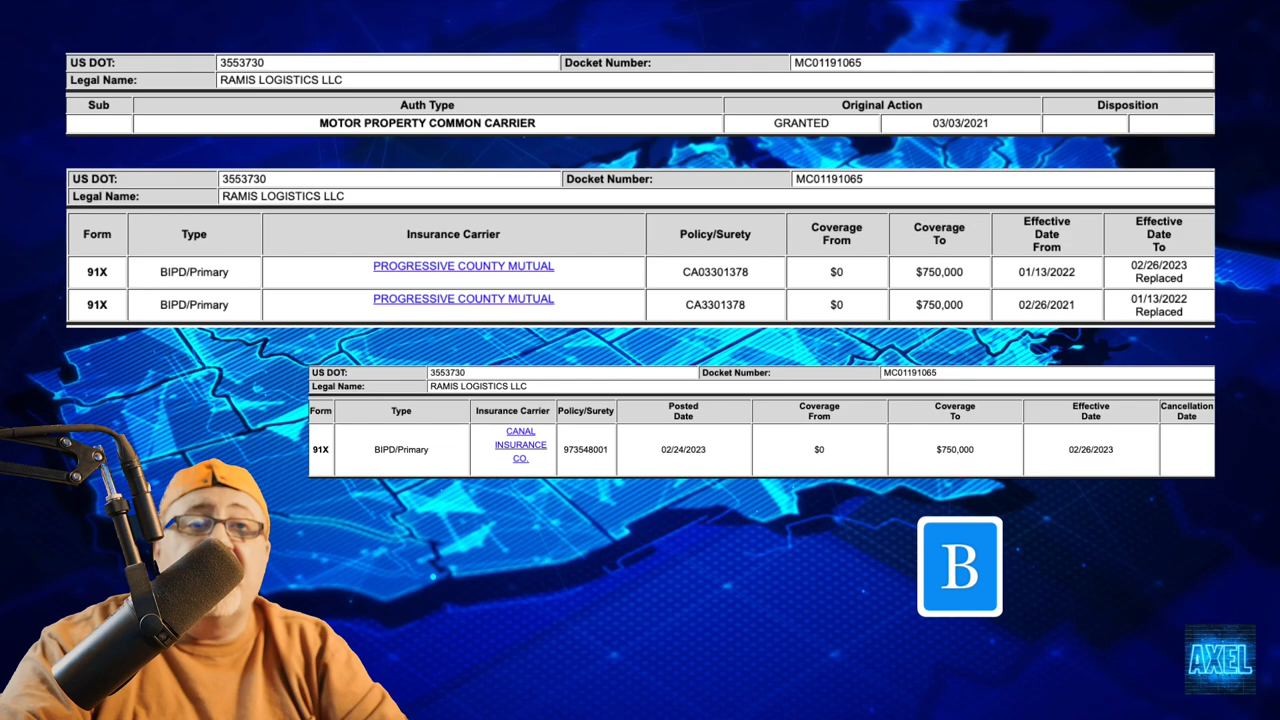 US DOT: 3553730 Docket Number: MC01191065
Legal Name: RAMIS LOGISTICS LLC
Sub Auth Type Original Action Disposition
MOTOR PROPERTY COMMON CARRIER GRANTED 03/03/2021
US DOT: 3553730 Docket Number: MC01191065
Legal Name: RAMIS LOGISTICS LLC
Form Type Insurance Carrier Policy/Surety Coverage From Coverage To Effective Date From Effective Date To
91X BIPD/Primary PROGRESSIVE COUNTY MUTUAL CA03301378 $0 $750,000 01/13/2022 02/26/2023 Replaced
91X BIPD/Primary PROGRESSIVE COUNTY MUTUAL CA3301378 $0 $750,000 02/26/2021 01/13/2022 Replaced
US DOT: 3553730 Docket Number: MC01191065
Legal Name: RAMIS LOGISTICS LLC
Form Type Insurance Carrier Policy/Surety Posted Date Coverage From Coverage To Effective Date Cancellation Date
91X BIPD/Primary CANAL INSURANCE CO. 973548001 02/24/2023 $0 $750,000 02/26/2023
B
AXEL